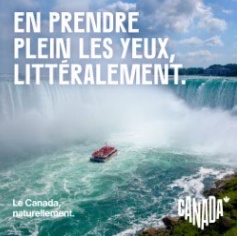 EN PRENDRE
PLEIN LES YEUX,
LITTÉRALEMENT.
Le Canada,
naturellement.
CANADA